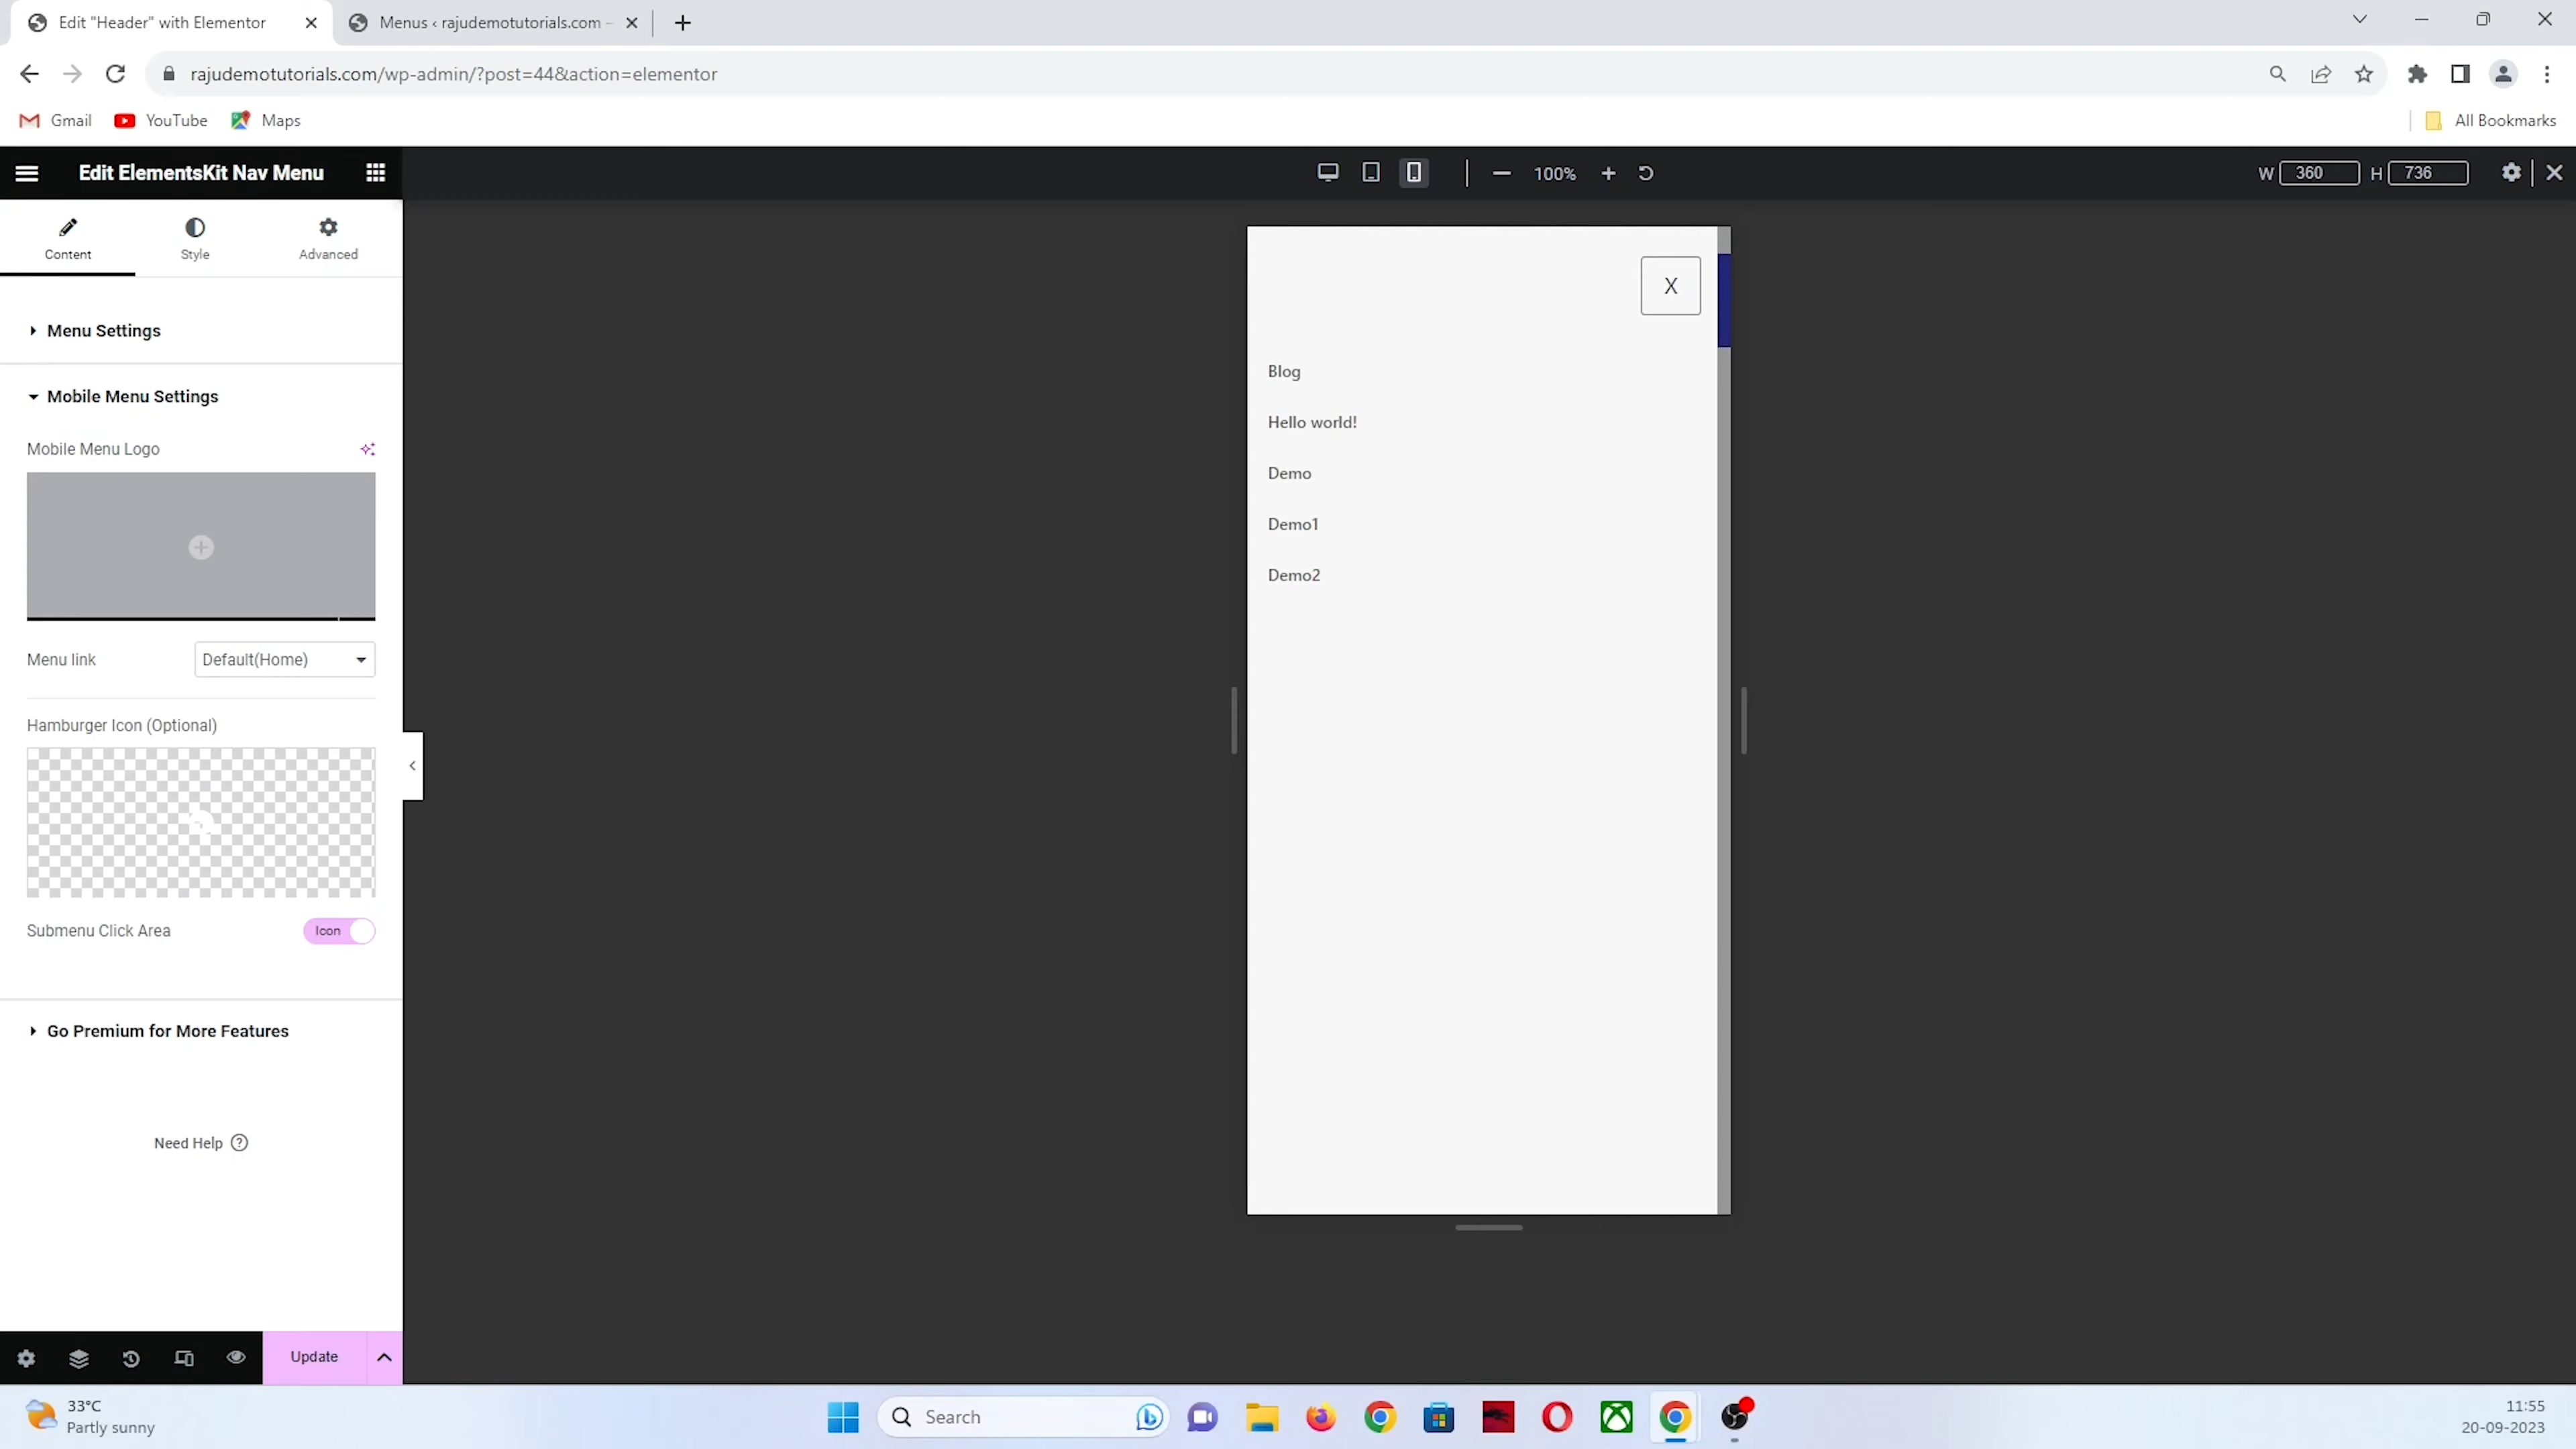 Edit "Header" with Elementor
Menus ‹ rajudemotutorials.com –
rajudemotutorials.com/wp-admin/?post=44&action=elementor
Gmail
YouTube
Maps
All Bookmarks
Edit ElementsKit Nav Menu
100%
W 360 H 736
Content
Style
Advanced
X
Menu Settings
Blog
Mobile Menu Settings
Hello world!
Mobile Menu Logo
Demo
Demo1
Demo2
Menu link
Default(Home)
Hamburger Icon (Optional)
Submenu Click Area
Icon
Go Premium for More Features
Need Help ?
Update
33°C
Partly sunny
Search
11:55
20-09-2023